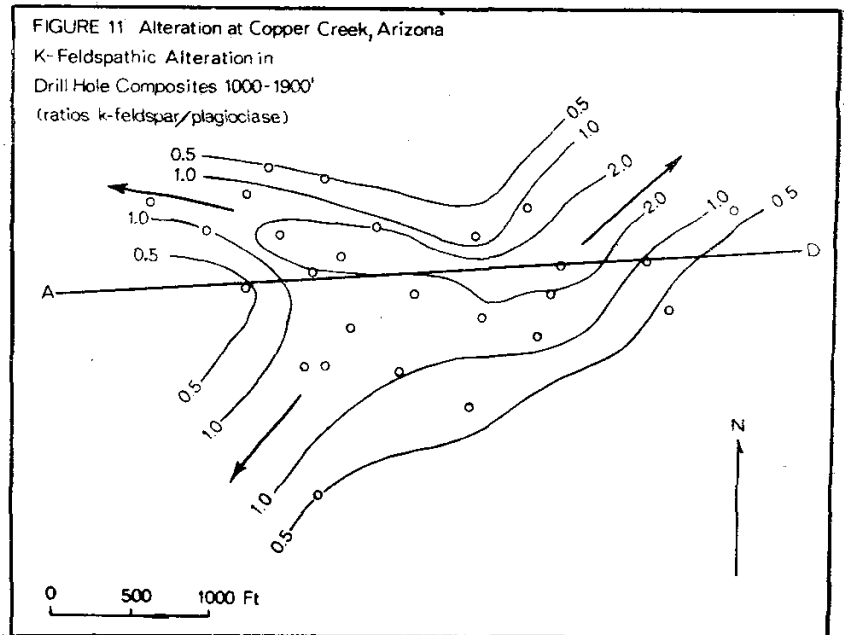 FIGURE 11 Alteration at Copper Creek, Arizona
K-Feldspathic Alteration in
Drill Hole Composites 1000-1900'
(ratios k-feldspar/plagioclase)
0.5
1.0
2.0
0.5
1.0
1.0
0.5
2.0
1.0
0.5
A
D
0.5
1.0
1.0
0.5
N
0 500 1000 Ft